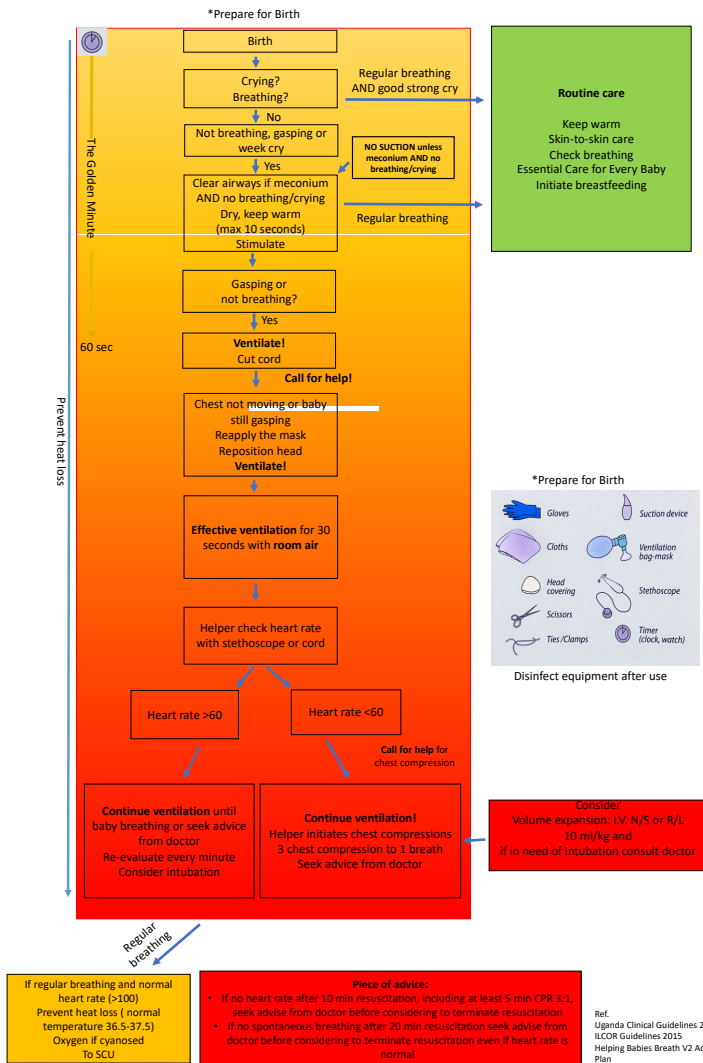 *Prepare for Birth
Birth
Crying?
Breathing?
Regular breathing
AND good strong cry
No
Not breathing, gasping or
week cry
NO SUCTION unless
meconium AND no
breathing/crying
Yes
Clear airways if meconium
AND no breathing/crying
Dry, keep warm
(max 10 seconds)
Stimulate
Regular breathing
Routine care
Keep warm
Skin-to-skin care
Check breathing
Essential Care for Every Baby
Initiate breastfeeding
The Golden Minute
60 sec
Prevent heat loss
Gasping or
not breathing?
Yes
Ventilate!
Cut cord
Call for help!
Chest not moving or baby
still gasping
Reapply the mask
Reposition head
Ventilate!
Effective ventilation for 30
seconds with room air
Helper check heart rate
with stethoscope or cord
Heart rate >60
Heart rate <60
Call for help for
chest compression
Continue ventilation until
baby breathing or seek advice
from doctor
Re-evaluate every minute
Consider intubation
Continue ventilation!
Helper initiates chest compressions
3 chest compression to 1 breath
Seek advice from doctor
Consider
Volume expansion: I.V. N/S or R/L
10 ml/kg and
if in need of Intubation consult doctor
*Prepare for Birth
Gloves
Suction device
Cloths
Ventilation
bag-mask
Head
covering
Stethoscope
Scissors
Ties/Clamps
Timer
(clock, watch)
Disinfect equipment after use
Regular
breathing
If regular breathing and normal
heart rate (>100)
Prevent heat loss ( normal
temperature 36.5-37.5)
Oxygen if cyanosed
To SCU
Piece of advice:
• If no heart rate after 10 min resuscitation, including at least 5 min CPR 3:1,
seek advise from doctor before considering to terminate resuscitation
• If no spontaneous breathing after 20 min resuscitation seek advise from
doctor before considering to terminate resuscitation even if heart rate is
normal
Ref.
Uganda Clinical Guidelines
ILCOR Guidelines 2015
Helping Babies Breath V2
Plan